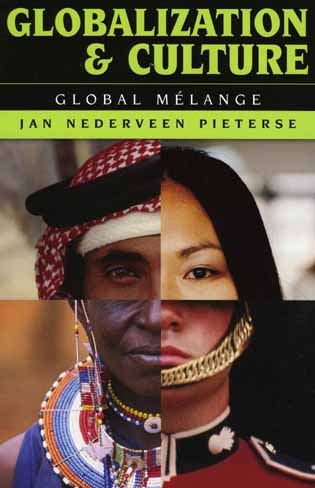 GLOBALIZATION
& CULTURE
GLOBAL MÉLANGE
JAN NEDERVEEN PIETERSE